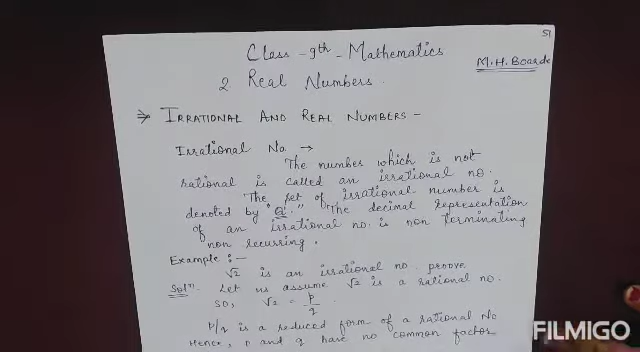 51
Class - 9th - Mathematics
M.H. Board
2 Real Numbers.
⇒ IRRATIONAL AND REAL NUMBERS -
Irrational No →
The number which is not
rational is called an irrational no.
The set of irrational number is
denoted by "Q'." The decimal representation
of an irrational no. is non terminating
non recurring.
Example :-
√2 is an irrational no. proove
Solⁿ. Let us assume √2 is a rational no.
so, √2 = p/q.
P/q is a reduced form of a rational No
Hence, p and q have no common factor
FILMIGO